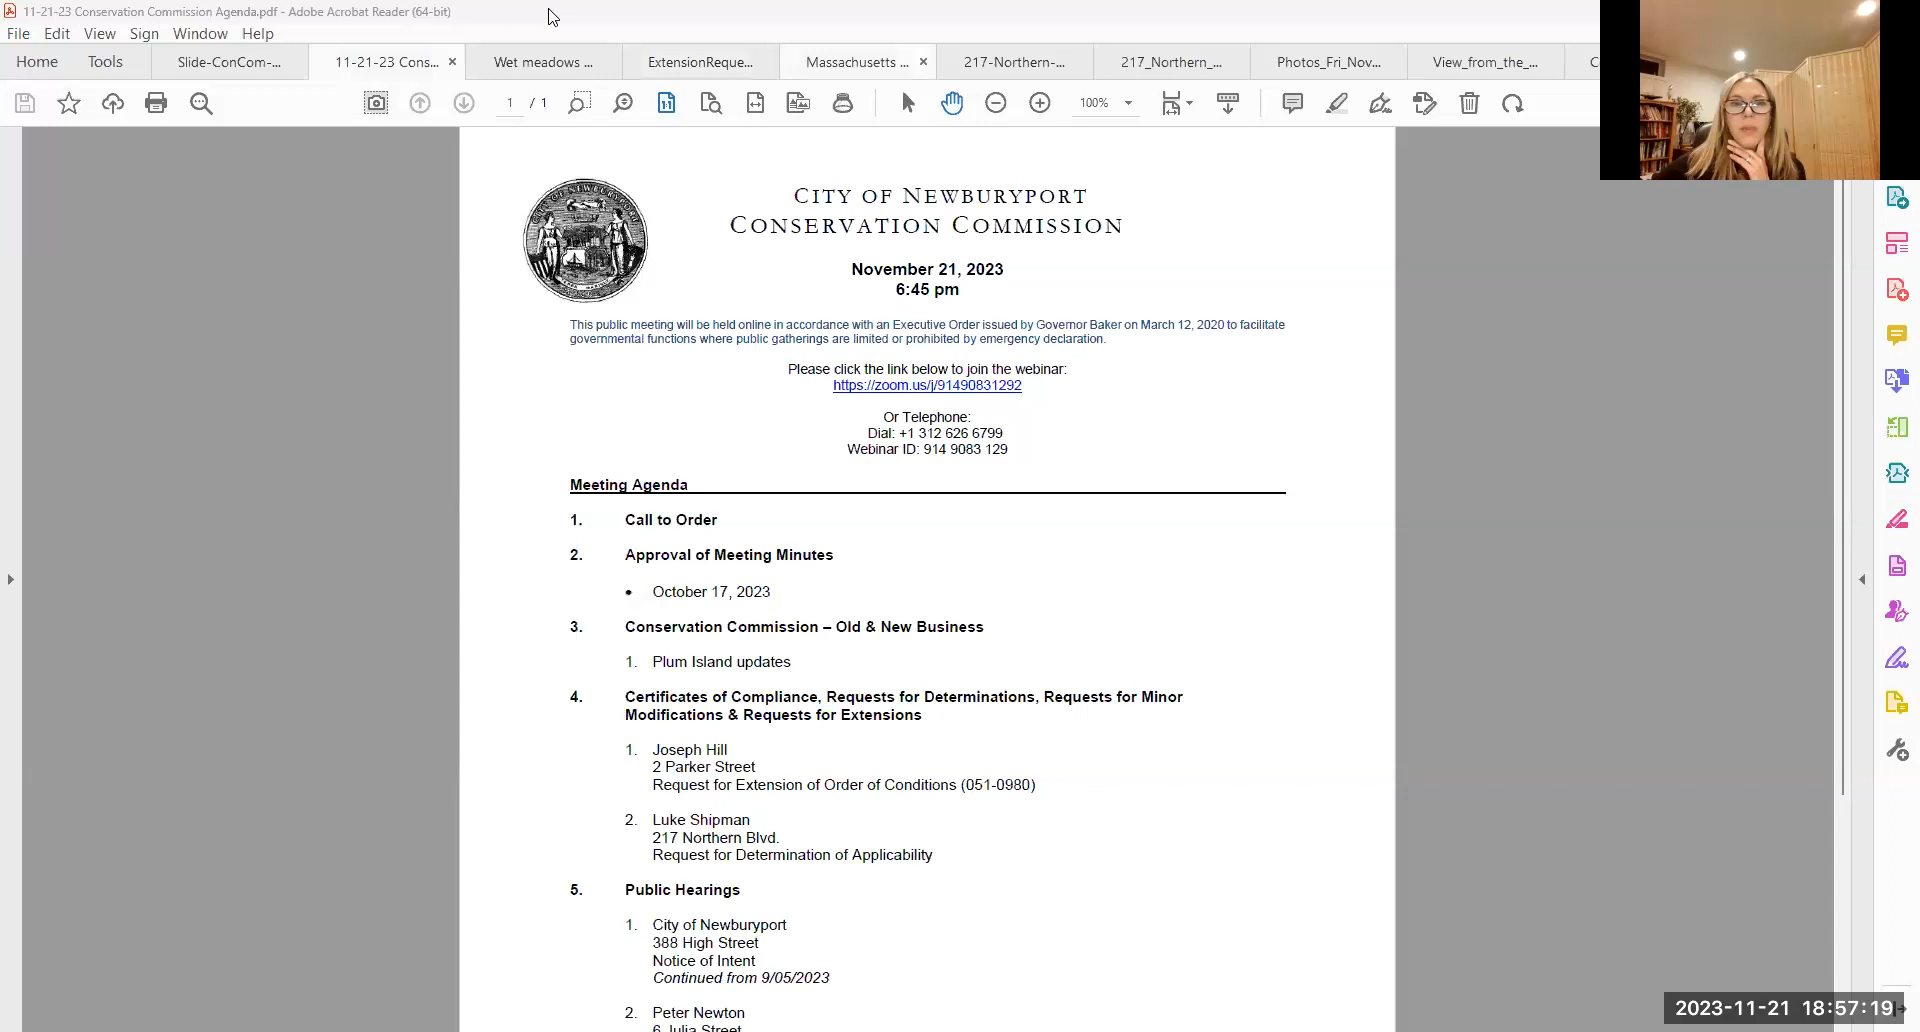 11-21-23 Conservation Commission Agenda.pdf - Adobe Acrobat Reader (64-bit)
File Edit View Sign Window Help
Home Tools Slide-ConCom-... 11-21-23 Cons... Wet meadows ... ExtensionReque... Massachusetts ... 217-Northern-... 217_Northern_... Photos_Fri_Nov... View_from_the_...
1 / 1 100%
CITY OF NEWBURYPORT
CONSERVATION COMMISSION
November 21, 2023
6:45 pm
This public meeting will be held online in accordance with an Executive Order issued by Governor Baker on March 12, 2020 to facilitate
governmental functions where public gatherings are limited or prohibited by emergency declaration.
Please click the link below to join the webinar:
https://zoom.us/j/91490831292
Or Telephone:
Dial: +1 312 626 6799
Webinar ID: 914 9083 129
Meeting Agenda
1. Call to Order
2. Approval of Meeting Minutes
• October 17, 2023
3. Conservation Commission – Old & New Business
1. Plum Island updates
4. Certificates of Compliance, Requests for Determinations, Requests for Minor
Modifications & Requests for Extensions
1. Joseph Hill
2 Parker Street
Request for Extension of Order of Conditions (051-0980)
2. Luke Shipman
217 Northern Blvd.
Request for Determination of Applicability
5. Public Hearings
1. City of Newburyport
388 High Street
Notice of Intent
Continued from 9/05/2023
2. Peter Newton
6 Julia Street
2023-11-21 18:57:19